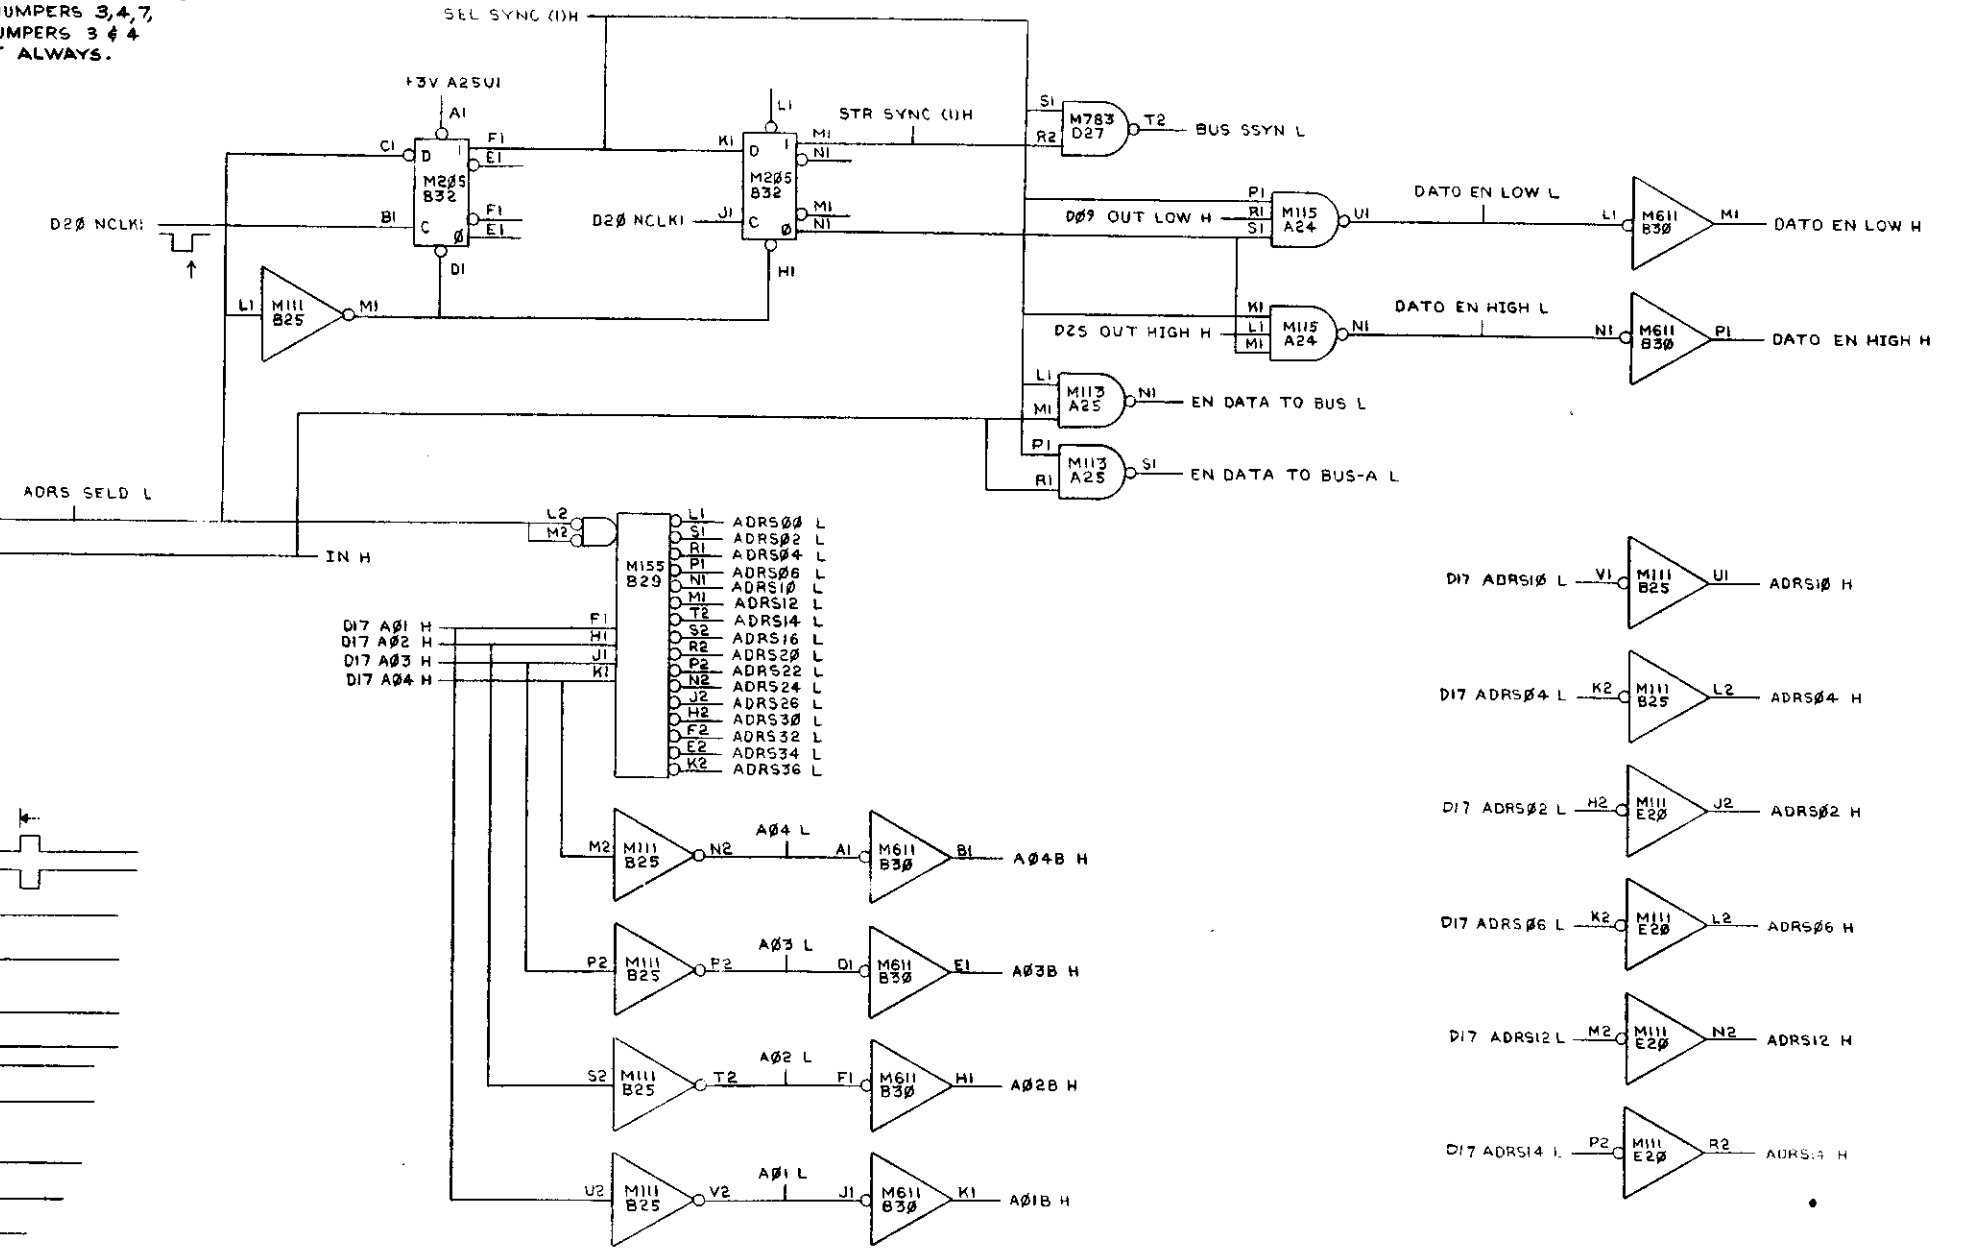 JUMPERS 3,4,7,
JUMPERS 3 & 4
ALWAYS.
SEL SYNC (1)H
+3V A25U1
A1
C1
D
1
F1
E1
M2Ø5
B32
D2Ø NCLK1
B1
C
Ø
F1
E1
D1
L1
M111
B25
M1
L1
K1
D
1
M1
N1
M2Ø5
B32
D2Ø NCLK1
J1
C
Ø
M1
N1
H1
STR SYNC (1)H
S1
R2
M783
D27
T2
BUS SSYN L
P1
DØ9 OUT LOW H
R1
S1
M115
A24
U1
DATO EN LOW L
L1
M611
B3Ø
M1
DATO EN LOW H
K1
D25 OUT HIGH H
L1
M1
M115
A24
N1
DATO EN HIGH L
N1
M611
B3Ø
P1
DATO EN HIGH H
L1
M1
M113
A25
N1
EN DATA TO BUS L
P1
R1
M113
A25
S1
EN DATA TO BUS-A L
ADRS SELD L
IN H
L2
M2
M155
B29
L1 ADRSØØ L
S1 ADRSØ2 L
R1 ADRSØ4 L
P1 ADRSØ6 L
N1 ADRS1Ø L
M1 ADRS12 L
T2 ADRS14 L
S2 ADRS16 L
R2 ADRS2Ø L
P2 ADRS22 L
N2 ADRS24 L
J2 ADRS26 L
H2 ADRS3Ø L
F2 ADRS32 L
E2 ADRS34 L
K2 ADRS36 L
D17 AØ1 H F1
D17 AØ2 H H1
D17 AØ3 H J1
D17 AØ4 H K1
M2
M111
B25
N2
AØ4 L
A1
M611
B3Ø
B1
AØ4B H
P2
M111
B25
AØ3 L
D1
M611
B3Ø
E1
AØ3B H
S2
M111
B25
T2
AØ2 L
F1
M611
B3Ø
H1
AØ2B H
U2
M111
B25
V2
AØ1 L
J1
M611
B3Ø
K1
AØ1B H
D17 ADRS1Ø L
V1
M111
B25
U1
ADRS1Ø H
D17 ADRSØ4 L
K2
M111
B25
L2
ADRSØ4 H
D17 ADRSØ2 L
H2
M111
E2Ø
J2
ADRSØ2 H
D17 ADRSØ6 L
K2
M111
E2Ø
L2
ADRSØ6 H
D17 ADRS12 L
M2
M111
E2Ø
N2
ADRS12 H
D17 ADRS14 L
P2
M111
E2Ø
R2
ADRS14 H